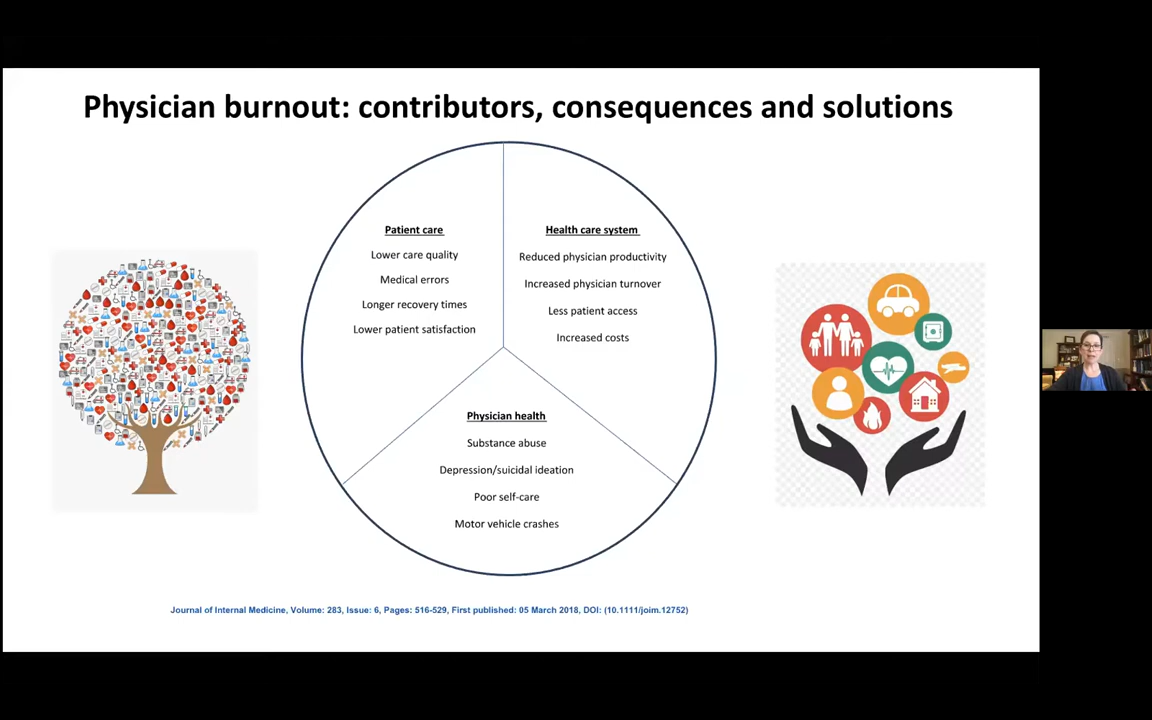 Physician burnout: contributors, consequences and solutions
Patient care
Lower care quality
Medical errors
Longer recovery times
Lower patient satisfaction
Health care system
Reduced physician productivity
Increased physician turnover
Less patient access
Increased costs
Physician health
Substance abuse
Depression/suicidal ideation
Poor self-care
Motor vehicle crashes
Journal of Internal Medicine, Volume: 283, Issue: 6, Pages: 516-529, First published: 05 March 2018, DOI: (10.1111/joim.12752)